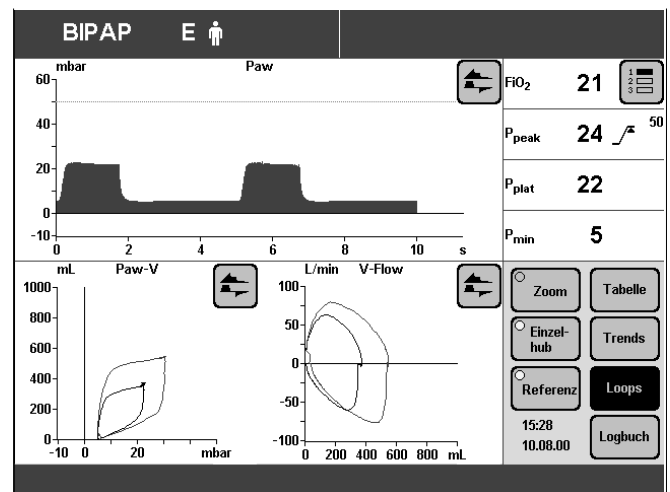 BIPAP E
mbar Paw
60
40
20
0
-10
0 2 4 6 8 10 s
FiO2 21
1
2
3
Ppeak 24 50
Pplat 22
Pmin 5
mL Paw-V
1000
800
600
400
200
0
-10 0 20 mbar
L/min V-Flow
100
50
0
-50
-100
0 200 400 600 800 mL
Zoom
Tabelle
Einzel-
hub
Trends
Referenz
Loops
15:28
10.08.00
Logbuch